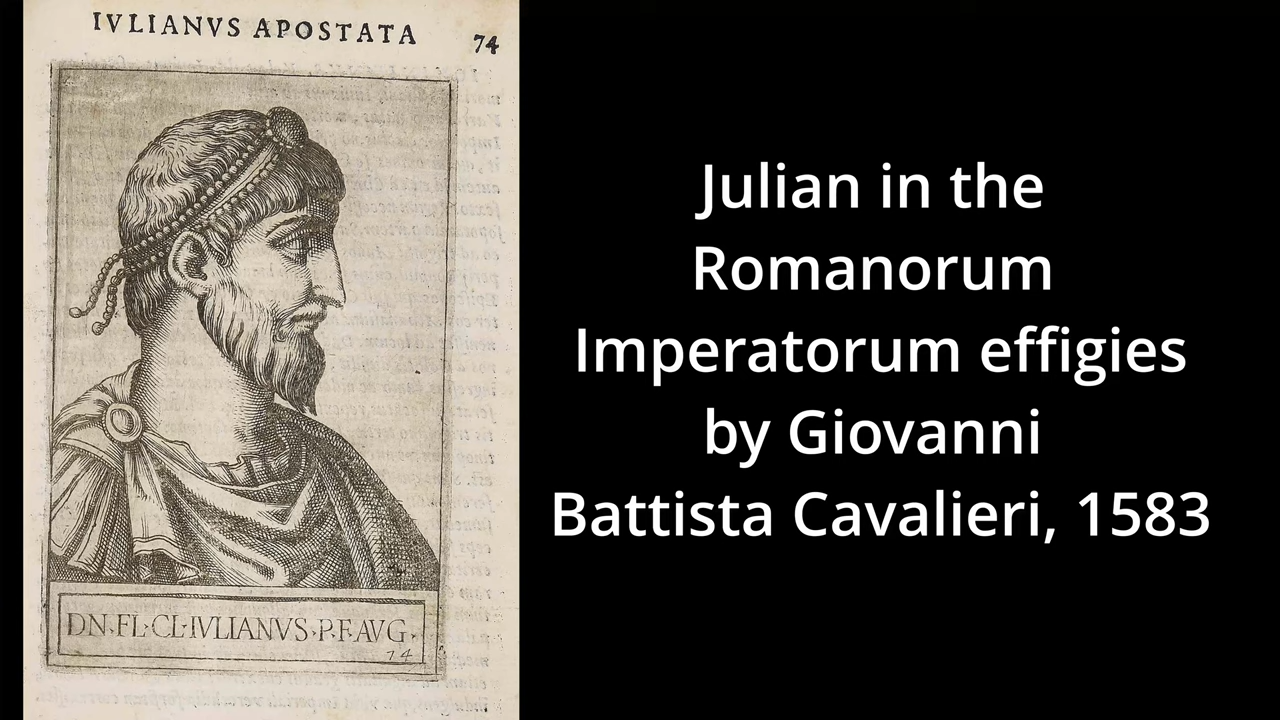 IVLIANVS APOSTATA
74
DN·FL·CL·IVLIANVS·P·F·AVG·
74
Julian in the
Romanorum
Imperatorum effigies
by Giovanni
Battista Cavalieri, 1583